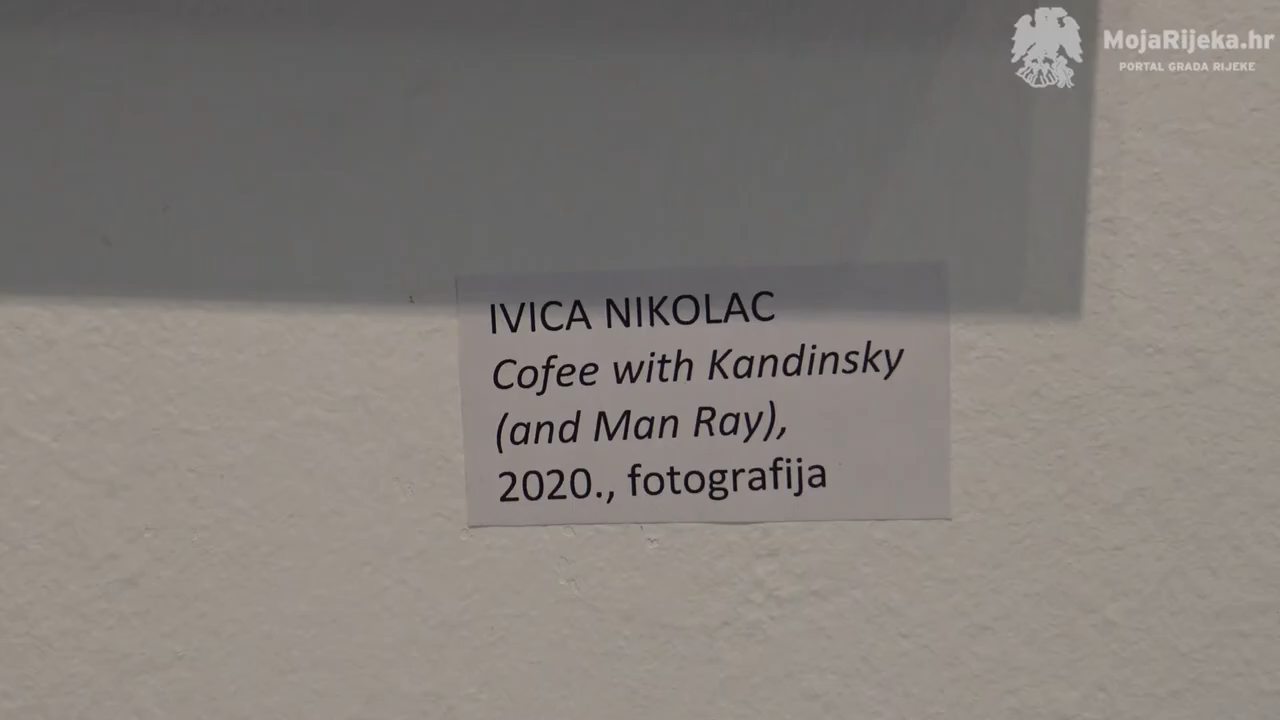 MojaRijeka.hr
PORTAL GRADA RIJEKE
IVICA NIKOLAC
Cofee with Kandinsky
(and Man Ray),
2020., fotografija